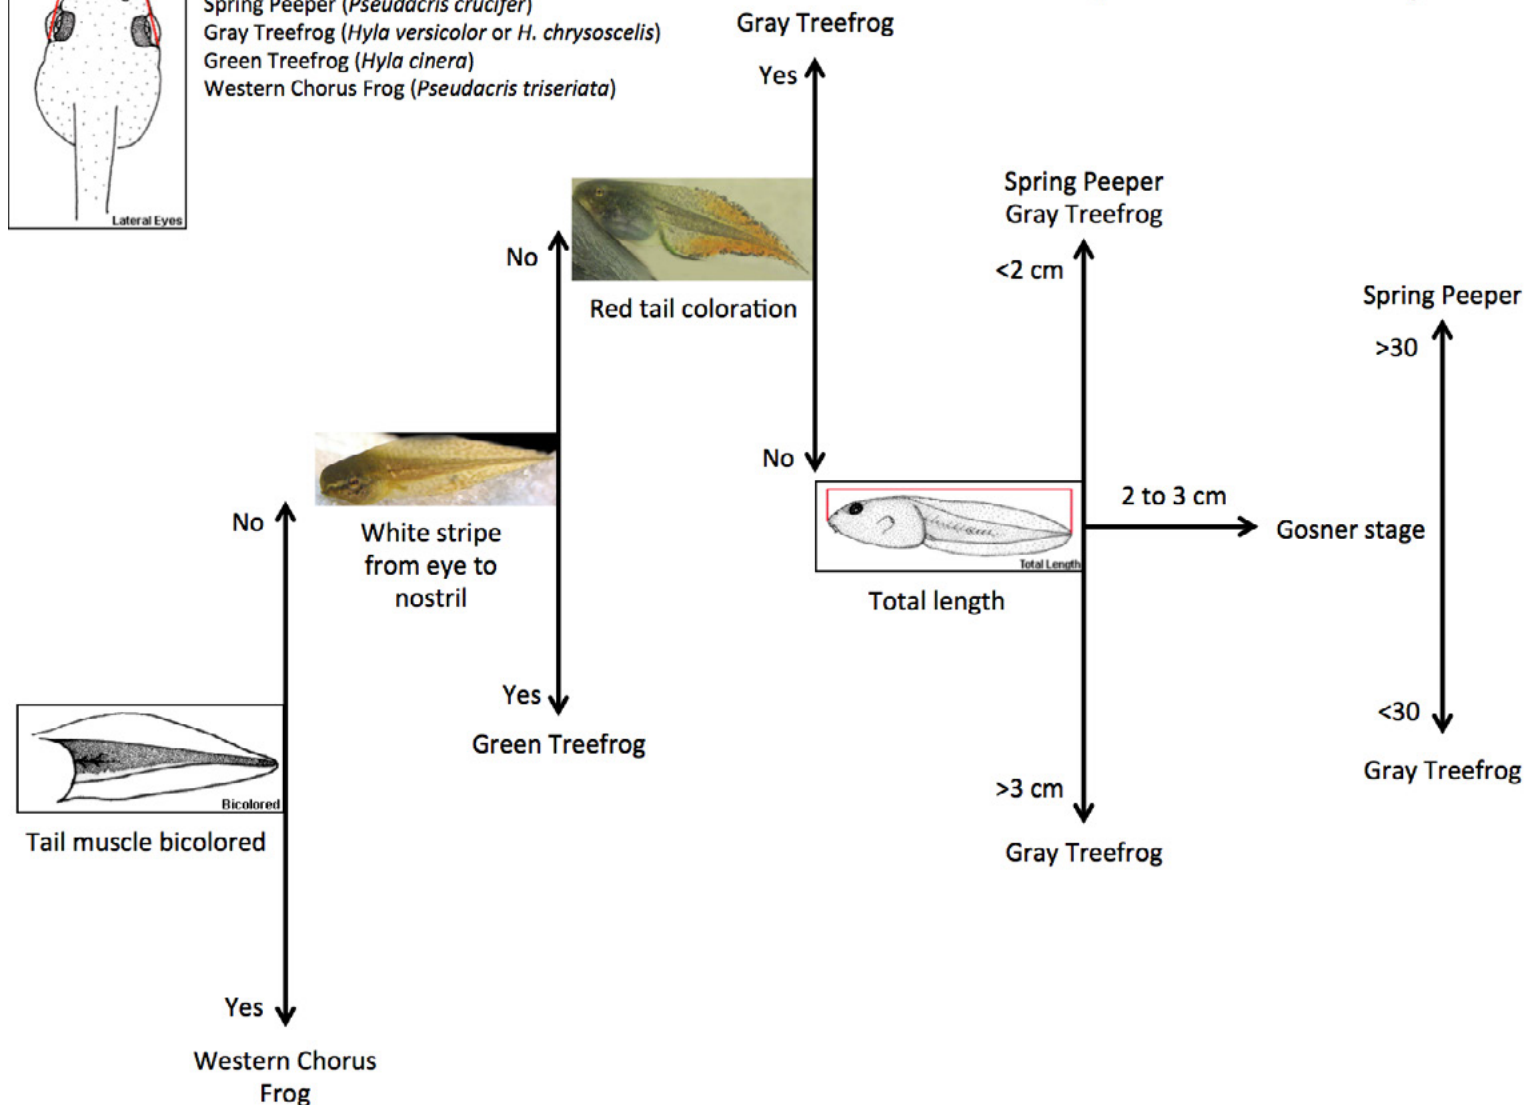 Spring Peeper (Pseudacris crucifer)
Gray Treefrog (Hyla versicolor or H. chrysoscelis)
Green Treefrog (Hyla cinera)
Western Chorus Frog (Pseudacris triseriata)
Lateral Eyes
Gray Treefrog
Yes
No
Red tail coloration
No
White stripe
from eye to
nostril
Yes
Green Treefrog
No
Bicolored
Tail muscle bicolored
Yes
Western Chorus
Frog
Spring Peeper
Gray Treefrog
<2 cm
2 to 3 cm
Total Length
Total length
>3 cm
Gray Treefrog
Gosner stage
Spring Peeper
>30
<30
Gray Treefrog